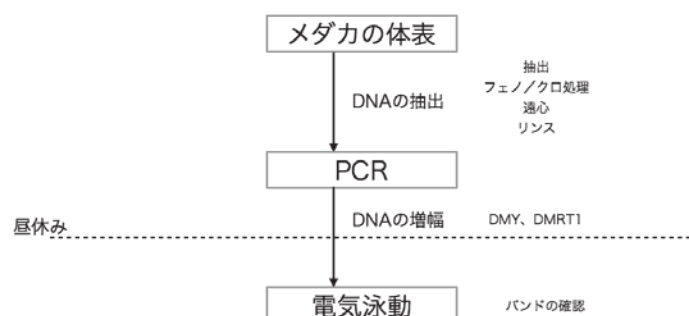 メダカの体表
DNAの抽出
抽出
フェノ／クロ処理
遠心
リンス
PCR
DNAの増幅
DMY、DMRT1
昼休み
電気泳動
バンドの確認